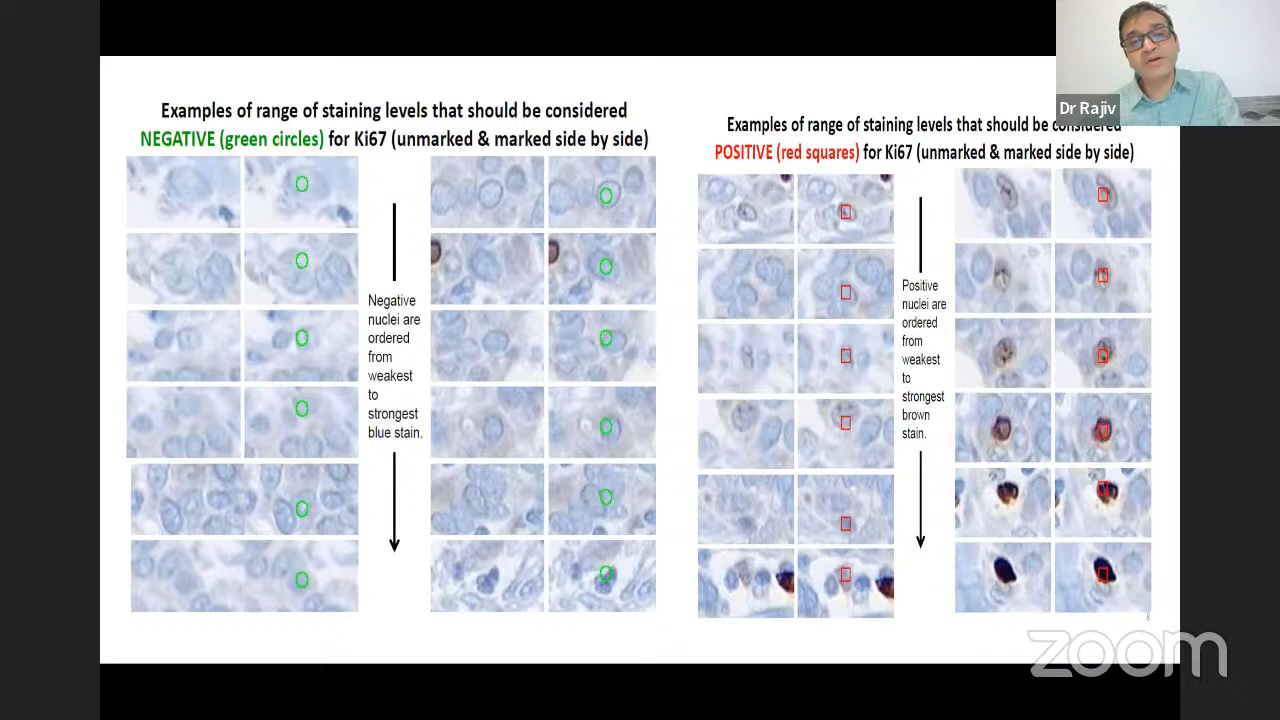 Examples of range of staining levels that should be considered
NEGATIVE (green circles) for Ki67 (unmarked & marked side by side)
Negative
nuclei are
ordered
from
weakest
to
strongest
blue stain.
Examples of range of staining levels that should be considered
POSITIVE (red squares) for Ki67 (unmarked & marked side by side)
Positive
nuclei are
ordered
from
weakest
to
strongest
brown
stain.
8
Dr Rajiv
zoom